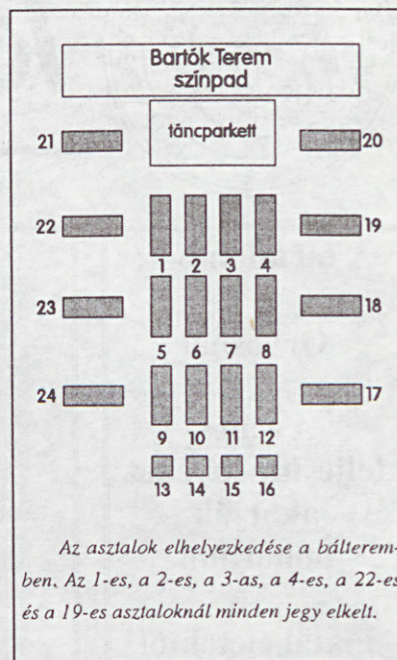 Bartók Terem
színpad
táncparkett
21 20
22 19
1 2 3 4
23 18
5 6 7 8
24 17
9 10 11 12
13 14 15 16
Az asztalok elhelyezkedése a bálterem-
ben. Az 1-es, a 2-es, a 3-as, a 4-es, a 22-es
és a 19-es asztaloknál minden jegy elkelt.